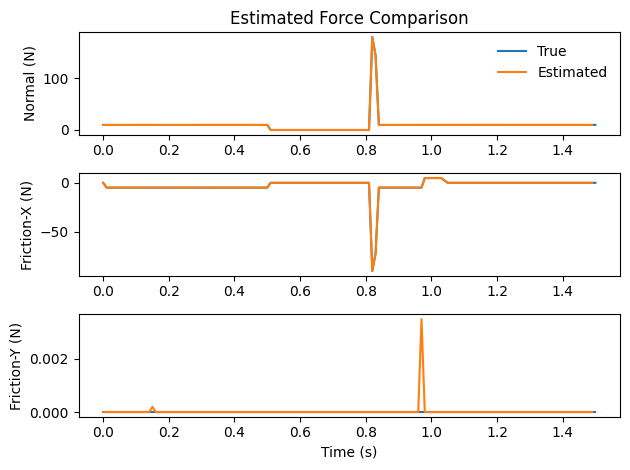 Estimated Force Comparison
Normal (N)
100
0
True
Estimated
0.0 0.2 0.4 0.6 0.8 1.0 1.2 1.4
Friction-X (N)
0
−50
0.0 0.2 0.4 0.6 0.8 1.0 1.2 1.4
Friction-Y (N)
0.002
0.000
0.0 0.2 0.4 0.6 0.8 1.0 1.2 1.4
Time (s)